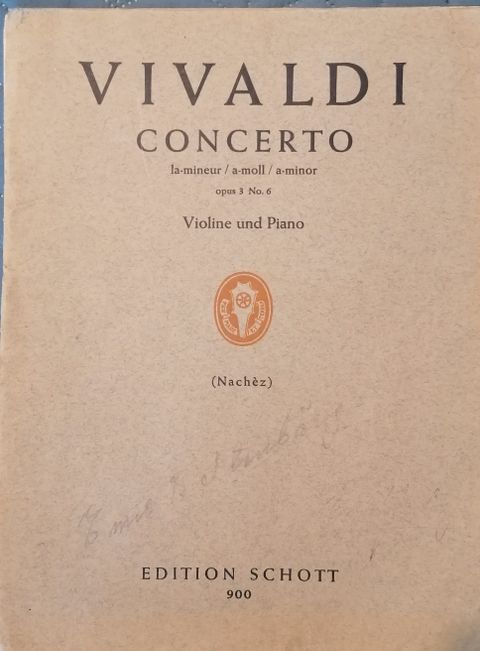 VIVALDI
CONCERTO
la-mineur / a-moll / a-minor
opus 3 No. 6
Violine und Piano
(Nachèz)
EDITION SCHOTT
900